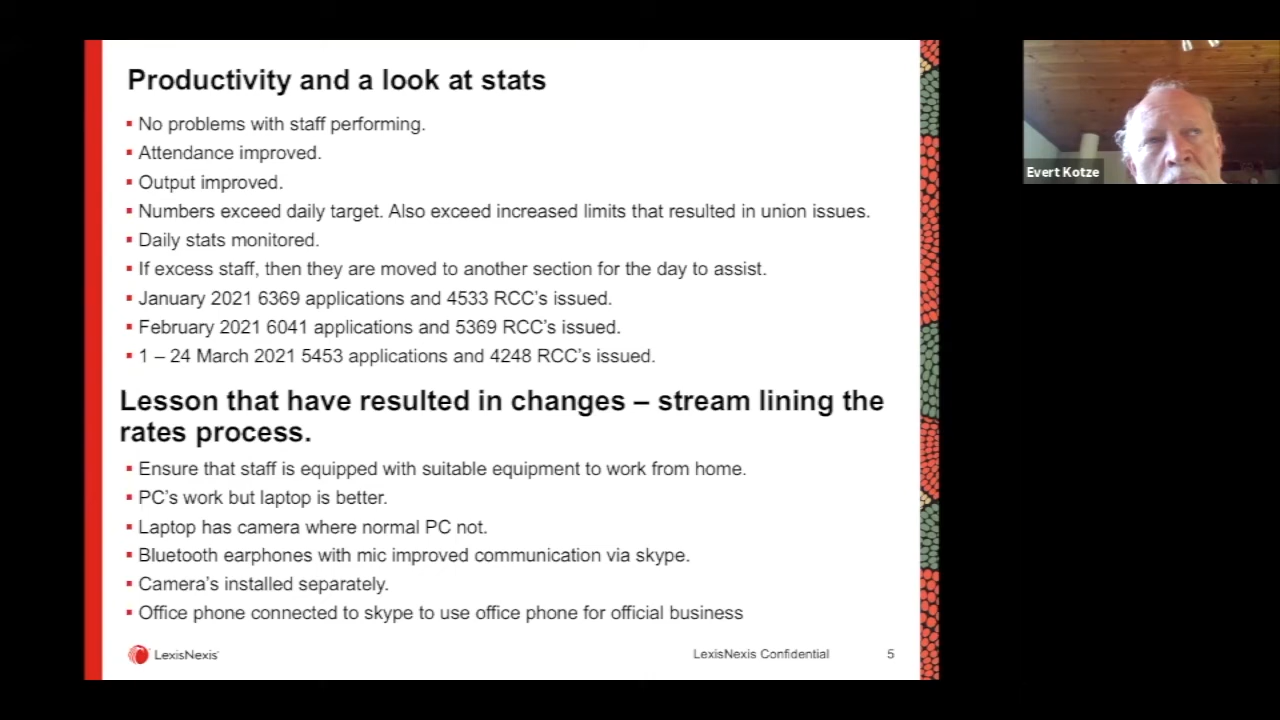 Productivity and a look at stats
No problems with staff performing.
Attendance improved.
Output improved.
Numbers exceed daily target. Also exceed increased limits that resulted in union issues.
Daily stats monitored.
If excess staff, then they are moved to another section for the day to assist.
January 2021 6369 applications and 4533 RCC's issued.
February 2021 6041 applications and 5369 RCC's issued.
1 – 24 March 2021 5453 applications and 4248 RCC's issued.
Lesson that have resulted in changes – stream lining the
rates process.
Ensure that staff is equipped with suitable equipment to work from home.
PC's work but laptop is better.
Laptop has camera where normal PC not.
Bluetooth earphones with mic improved communication via skype.
Camera's installed separately.
Office phone connected to skype to use office phone for official business
LexisNexis
LexisNexis Confidential
5
Evert Kotze